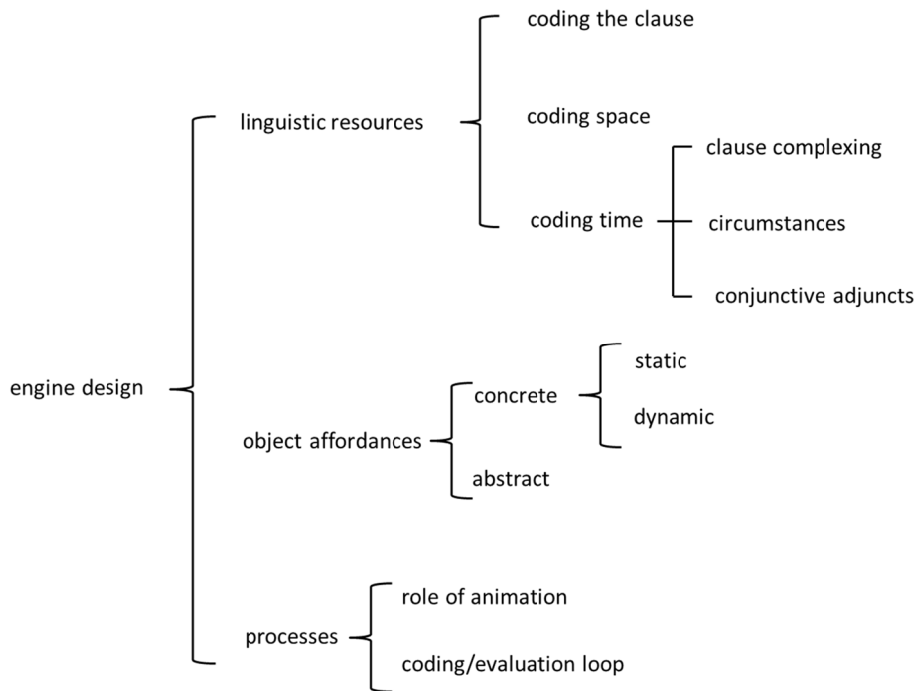 coding the clause
linguistic resources
coding space
clause complexing
coding time
circumstances
conjunctive adjuncts
engine design
object affordances
concrete
static
dynamic
abstract
processes
role of animation
coding/evaluation loop